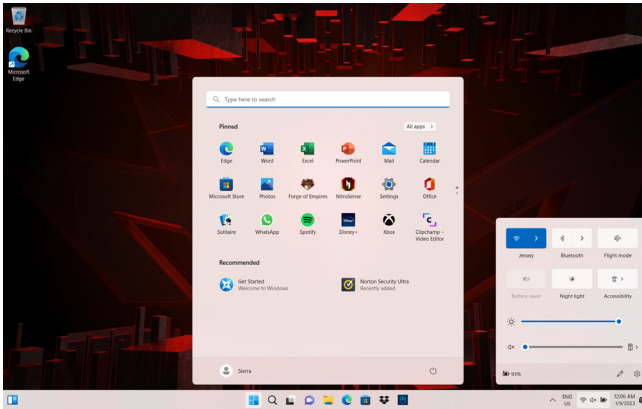 Recycle Bin
Microsoft
Edge
Type here to search
Pinned
All apps
Edge
Word
Excel
PowerPoint
Mail
Calendar
Microsoft Store
Photos
Forge of Empires
NitroSense
Settings
Office
Solitaire
WhatsApp
Spotify
Disney+
Xbox
Clipchamp –
Video Editor
Recommended
Get Started
Welcome to Windows
Norton Security Ultra
Recently added
Sierra
Jenasy
Bluetooth
Flight mode
Battery saver
Night light
Accessibility
93%
ENG
US
12:06 AM
1/9/2023